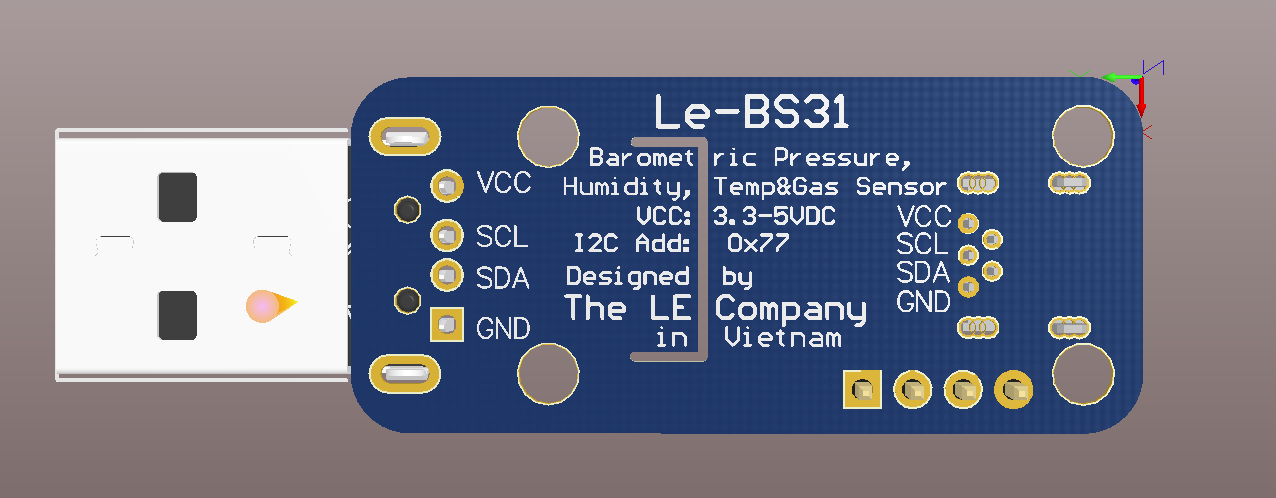 Le-BS31
Barometric Pressure,
Humidity, Temp&Gas Sensor
VCC: 3.3-5VDC
I2C Add: 0x77
Designed by
The LE Company
in Vietnam
VCC
SCL
SDA
GND
VCC
SCL
SDA
GND